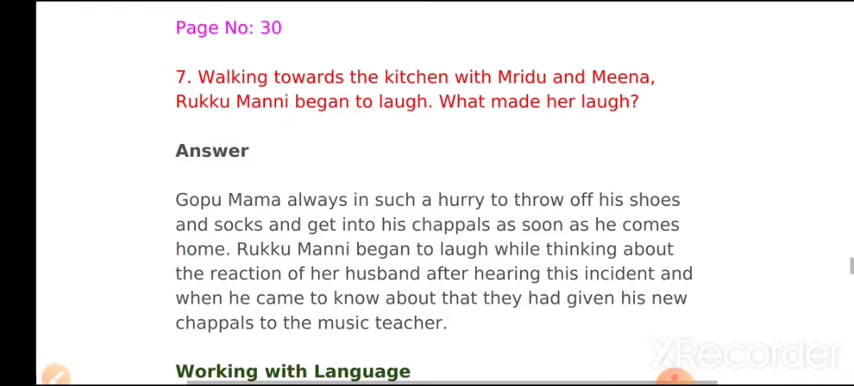 Page No: 30
7. Walking towards the kitchen with Mridu and Meena,
Rukku Manni began to laugh. What made her laugh?
Answer
Gopu Mama always in such a hurry to throw off his shoes
and socks and get into his chappals as soon as he comes
home. Rukku Manni began to laugh while thinking about
the reaction of her husband after hearing this incident and
when he came to know about that they had given his new
chappals to the music teacher.
XRecorder
Working with Language